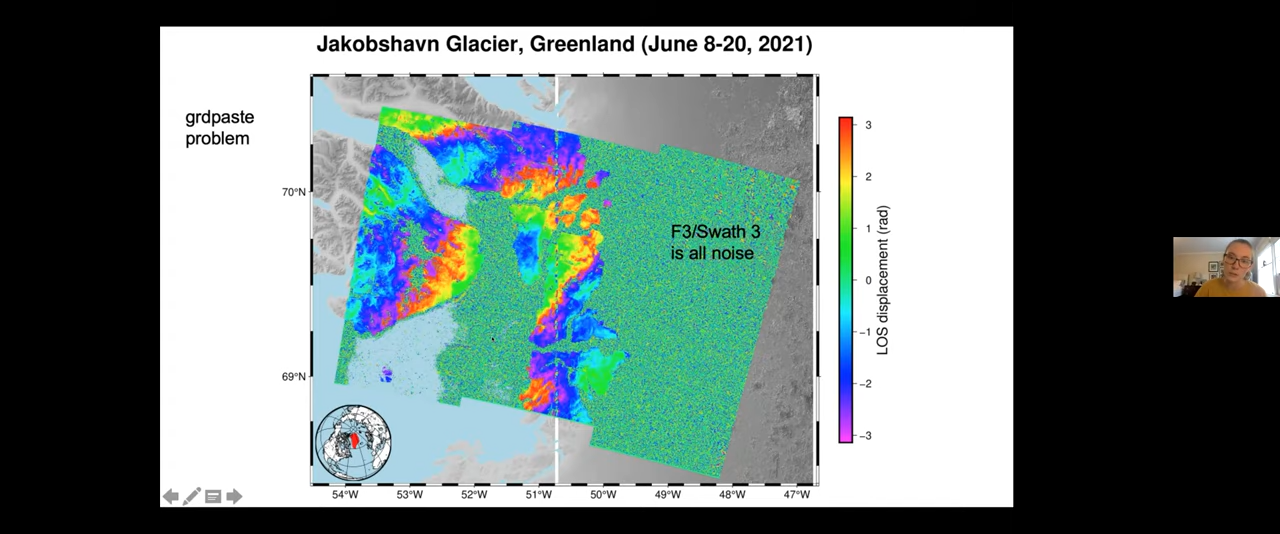 Jakobshavn Glacier, Greenland (June 8-20, 2021)
grdpaste
problem
F3/Swath 3
is all noise
70°N
69°N
54°W
53°W
52°W
51°W
50°W
49°W
48°W
47°W
3
2
1
0
−1
−2
−3
LOS displacement (rad)